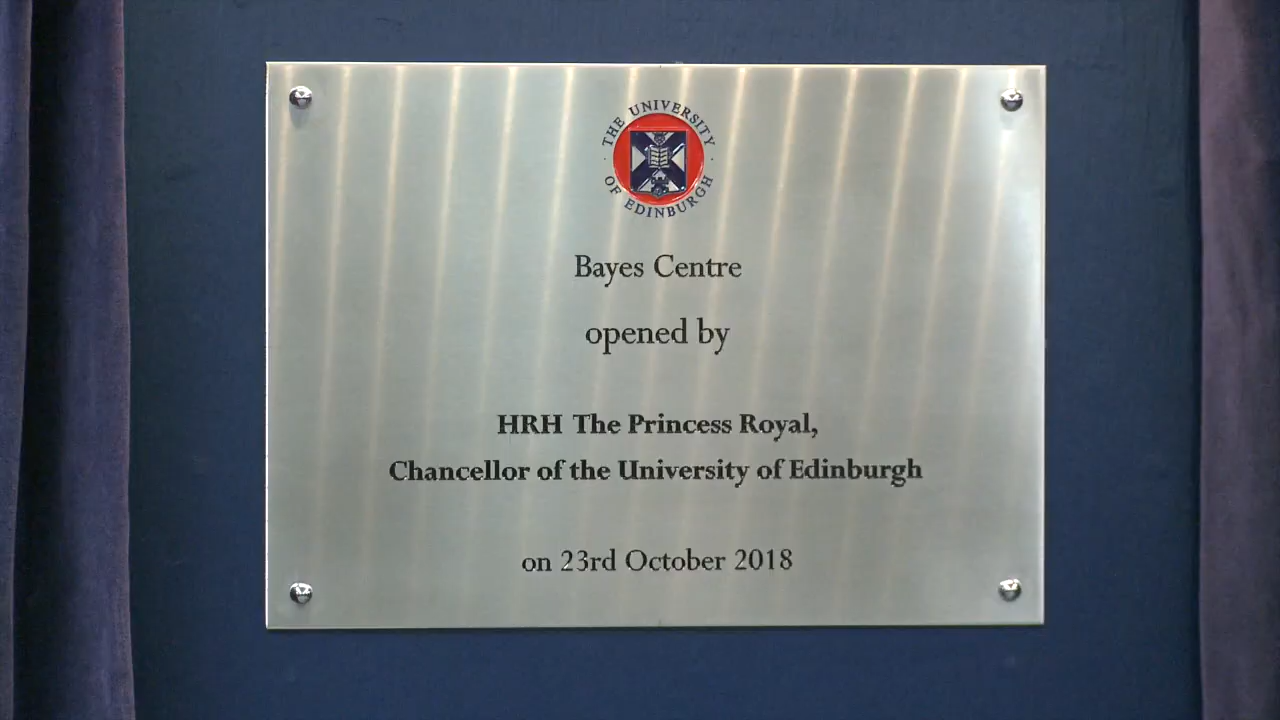 THE UNIVERSITY
OF EDINBURGH
Bayes Centre
opened by
HRH The Princess Royal,
Chancellor of the University of Edinburgh
on 23rd October 2018